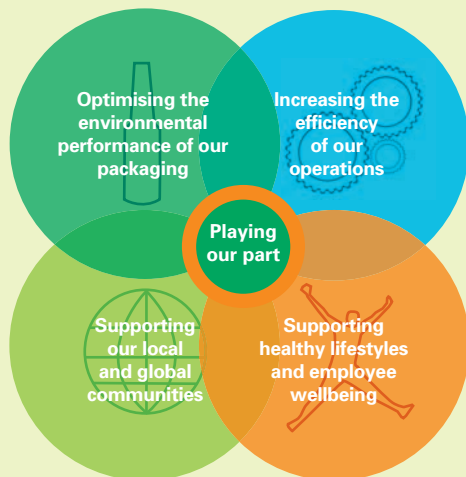 Optimising the
environmental
performance of our
packaging
Increasing the
efficiency
of our
operations
Playing
our part
Supporting
our local
and global
communities
Supporting
healthy lifestyles
and employee
wellbeing